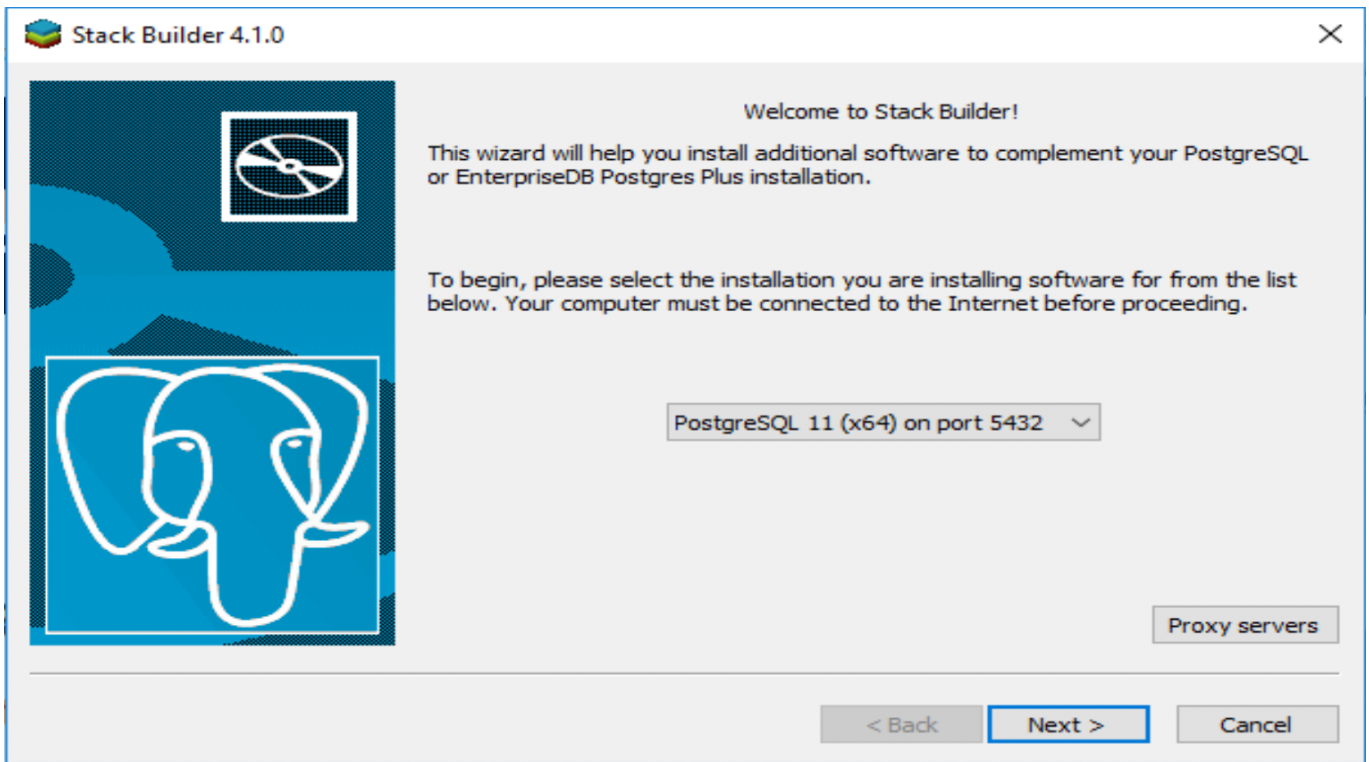 Stack Builder 4.1.0
Welcome to Stack Builder!
This wizard will help you install additional software to complement your PostgreSQL
or EnterpriseDB Postgres Plus installation.
To begin, please select the installation you are installing software for from the list
below. Your computer must be connected to the Internet before proceeding.
PostgreSQL 11 (x64) on port 5432
Proxy servers
< Back
Next >
Cancel